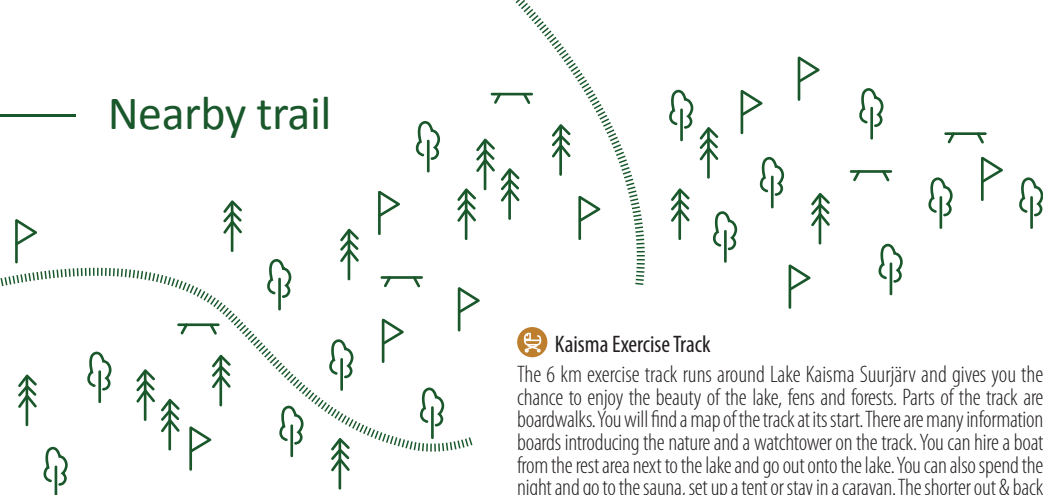 Nearby trail
Kaisma Exercise Track
The 6 km exercise track runs around Lake Kaisma Suurjärv and gives you the
chance to enjoy the beauty of the lake, fens and forests. Parts of the track are
boardwalks. You will find a map of the track at its start. There are many information
boards introducing the nature and a watchtower on the track. You can hire a boat
from the rest area next to the lake and go out onto the lake. You can also spend the
night and go to the sauna, set up a tent or stay in a caravan. The shorter out & back